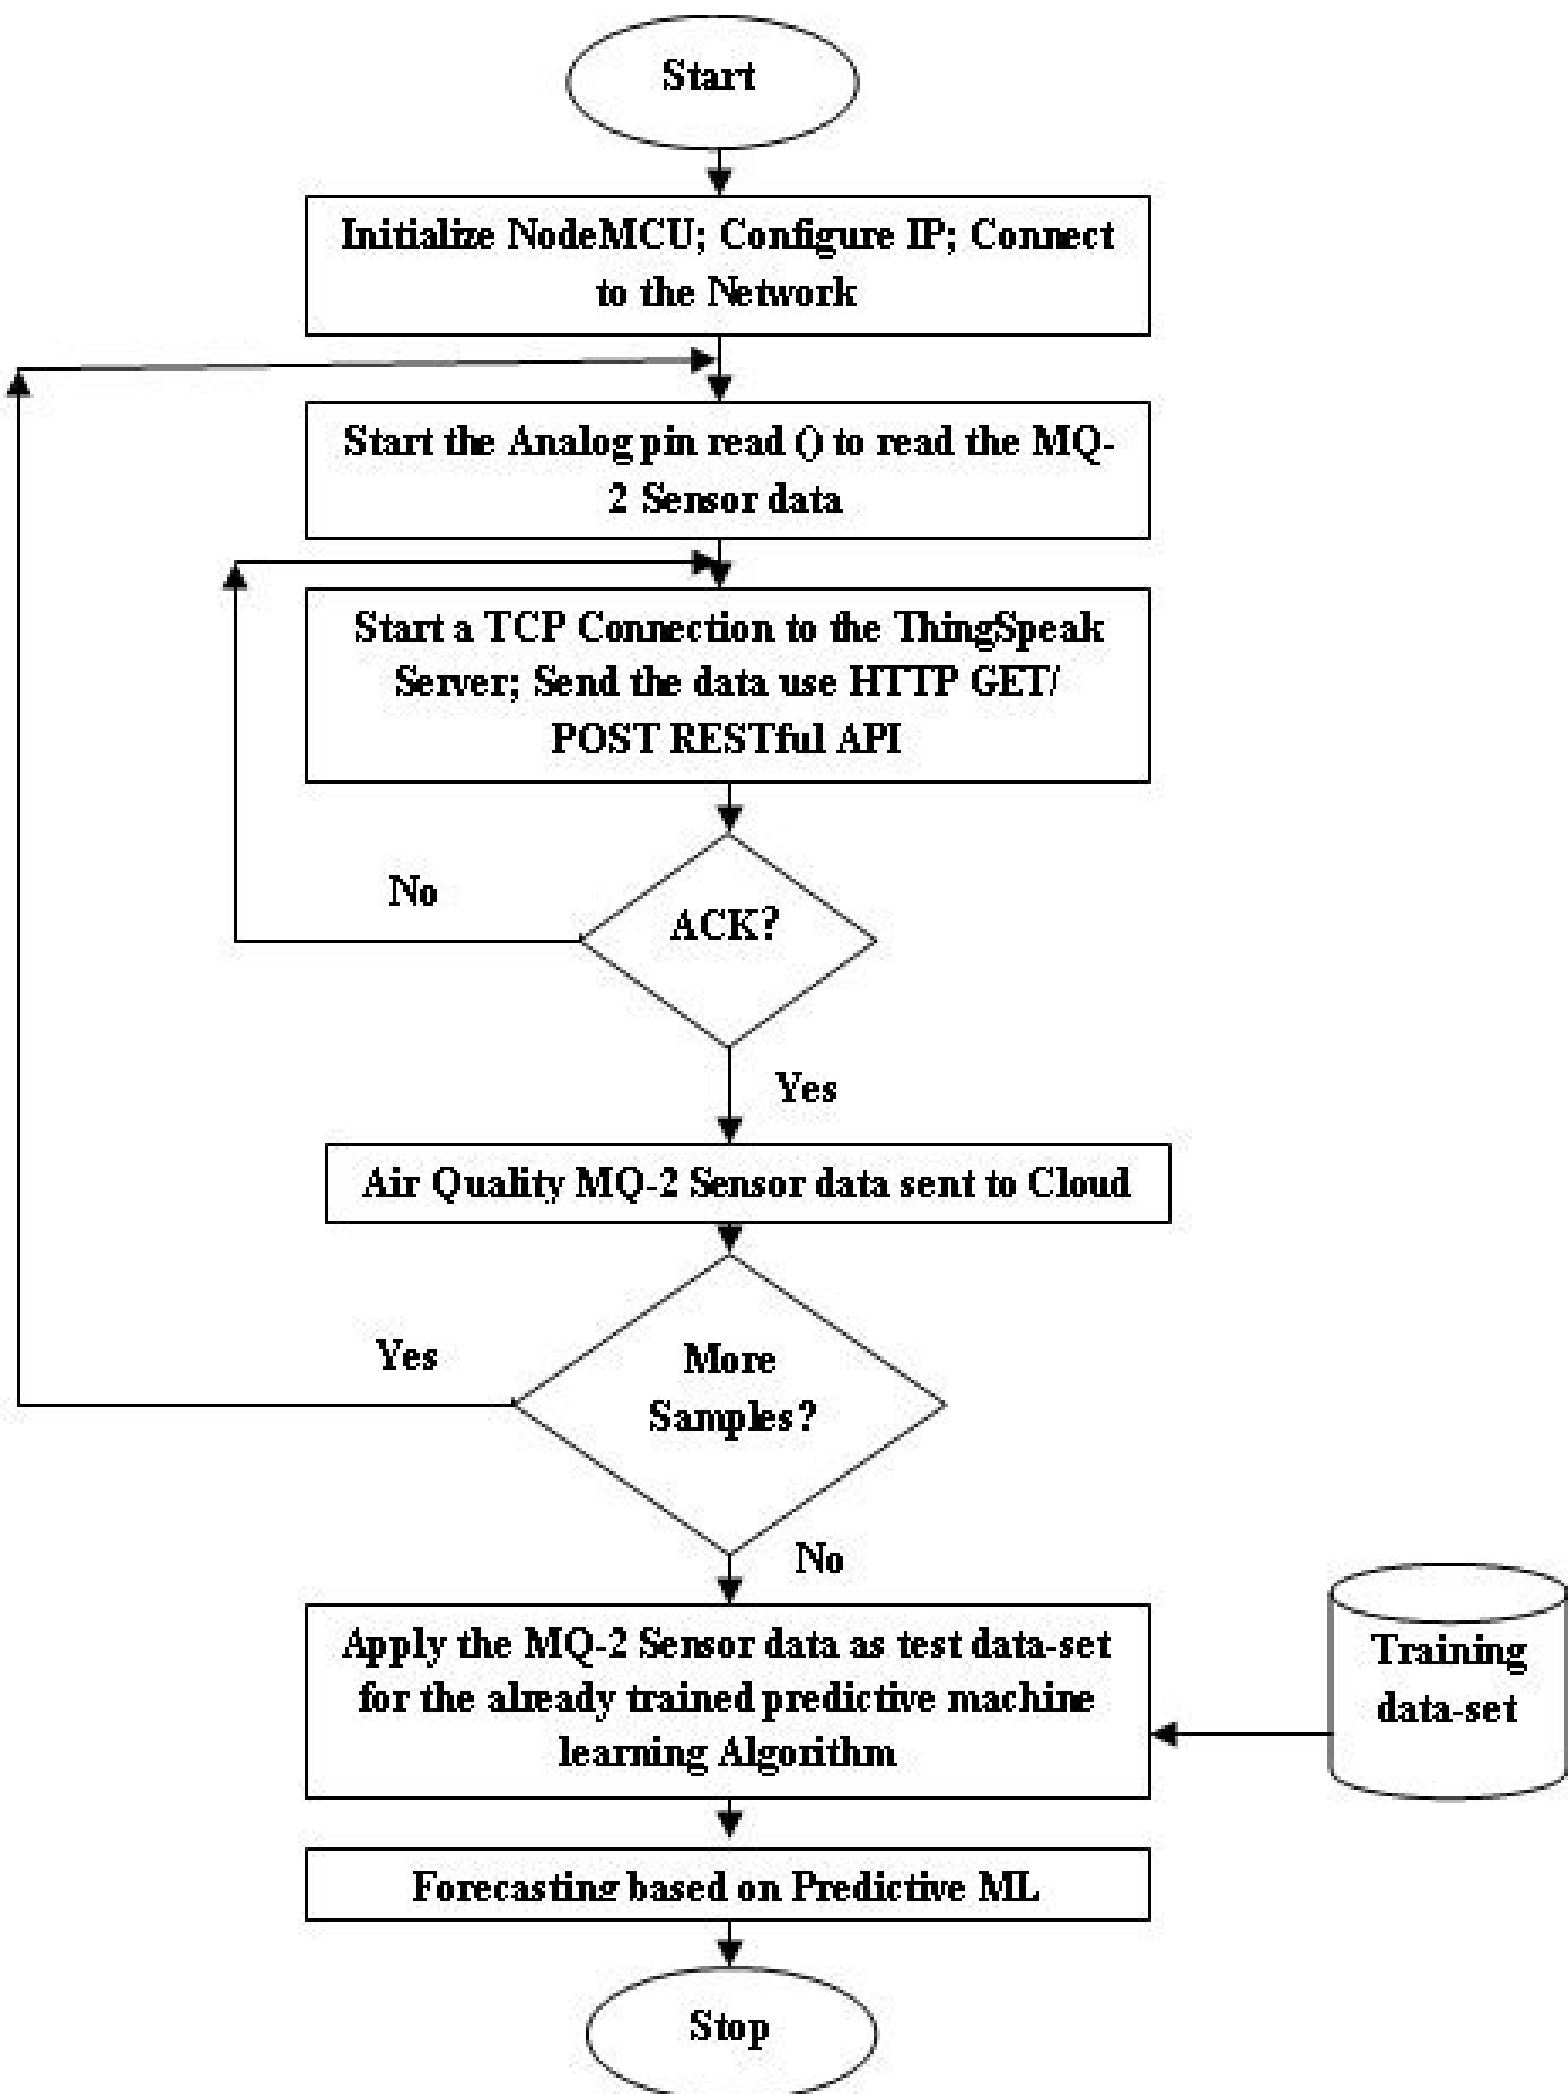 Start
Initialize NodeMCU; Configure IP; Connect
to the Network
Start the Analog pin read () to read the MQ-
2 Sensor data
Start a TCP Connection to the ThingSpeak
Server; Send the data use HTTP GET/
POST RESTful API
No
ACK?
Yes
Air Quality MQ-2 Sensor data sent to Cloud
Yes
More
Samples?
No
Apply the MQ-2 Sensor data as test data-set
for the already trained predictive machine
learning Algorithm
Training
data-set
Forecasting based on Predictive ML
Stop